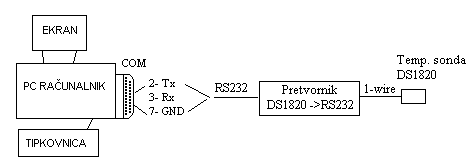 EKRAN
COM
PC RAČUNALNIK
2- Tx
3- Rx
7- GND
RS232
Pretvornik
DS1820 ->RS232
1-wire
Temp. sonda
DS1820
TIPKOVNICA